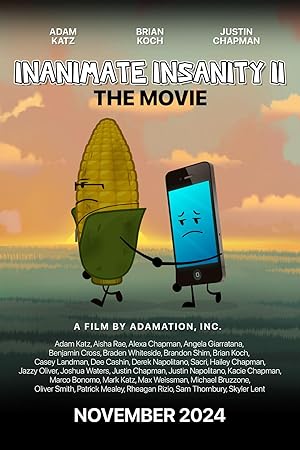 ADAM BRIAN JUSTIN
KATZ KOCH CHAPMAN
INANIMATE INSANITY II
THE MOVIE
A FILM BY ADAMATION, INC.
Adam Katz, Aisha Rae, Alexa Chapman, Angela Giarratana,
Benjamin Cross, Braden Whiteside, Brandon Shim, Brian Koch,
Casey Landman, Dee Cashin, Derek Napolitano, Saori, Hailey Chapman,
Jazzy Oliver, Joshua Waters, Justin Chapman, Justin Napolitano, Kacie Chapman,
Marco Bonomo, Mark Katz, Max Weissman, Michael Bruzzone,
Oliver Smith, Patrick Mealey, Rheagan Rizio, Sam Thornbury, Skyler Lent
NOVEMBER 2024